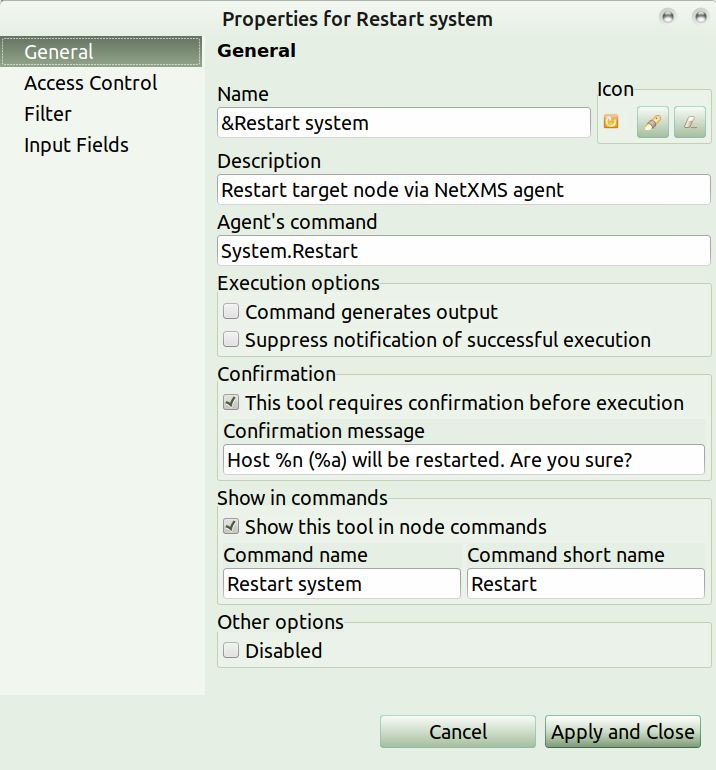 Properties for Restart system
General
Access Control
Filter
Input Fields
General
Name
Icon
&Restart system
Description
Restart target node via NetXMS agent
Agent's command
System.Restart
Execution options
Command generates output
Suppress notification of successful execution
Confirmation
This tool requires confirmation before execution
Confirmation message
Host %n (%a) will be restarted. Are you sure?
Show in commands
Show this tool in node commands
Command name Command short name
Restart system Restart
Other options
Disabled
Cancel Apply and Close